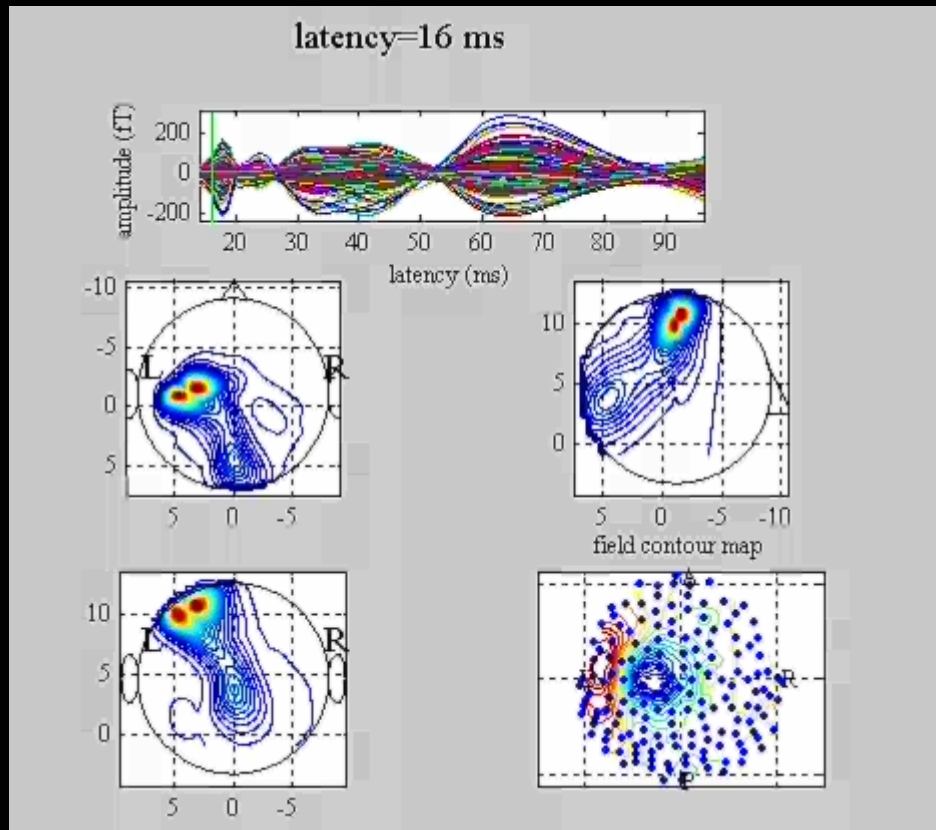 latency=16 ms
amplitude (fT)
200
0
-200
20 30 40 50 60 70 80 90
latency (ms)
-10
-5
0
5
L R
5 0 -5
10
5
0
5 0 -5 -10
field contour map
10
5
0
L R
5 0 -5
A
R
P